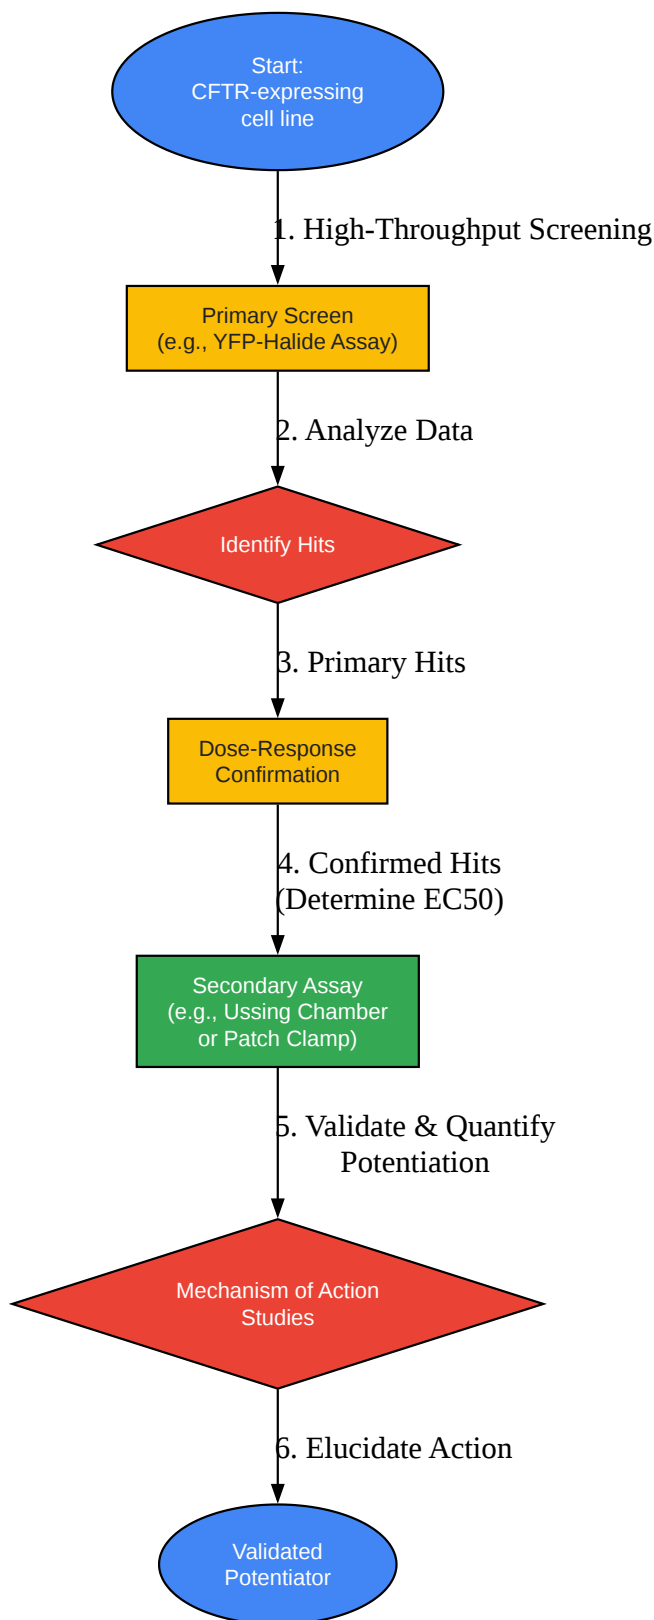 Start:
CFTR-expressing
cell line
1. High-Throughput Screening
Primary Screen
(e.g., YFP-Halide Assay)
2. Analyze Data
Identify Hits
3. Primary Hits
Dose-Response
Confirmation
4. Confirmed Hits
(Determine EC50)
Secondary Assay
(e.g., Ussing Chamber
or Patch Clamp)
5. Validate & Quantify
Potentiation
Mechanism of Action
Studies
6. Elucidate Action
Validated
Potentiator